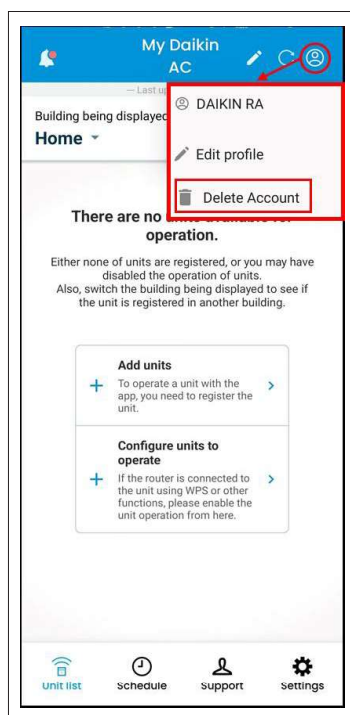 My Daikin
AC
Last
Building being displayed
Home
DAIKIN RA
Edit profile
Delete Account
There are no
operation.
Either none of units are registered, or you may have
disabled the operation of units.
Also, switch the building being displayed to see if
the unit is registered in another building.
Add units
To operate a unit with the
app, you need to register the
unit.
Configure units to
operate
If the router is connected to
the unit using WPS or other
functions, please enable the
unit operation from here.
Unit list
Schedule
Support
Settings